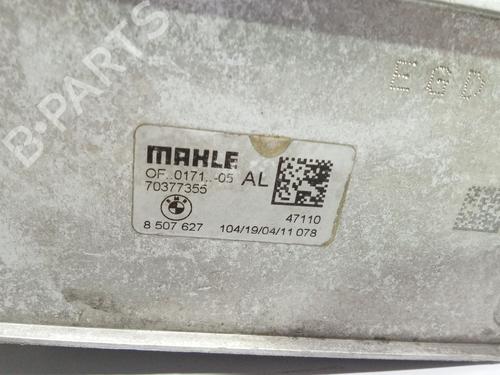 B-PARTS
EGD
MAHLE
OF..0171..-05 AL
70377355
47110
8 507 627 104/19/04/11 078